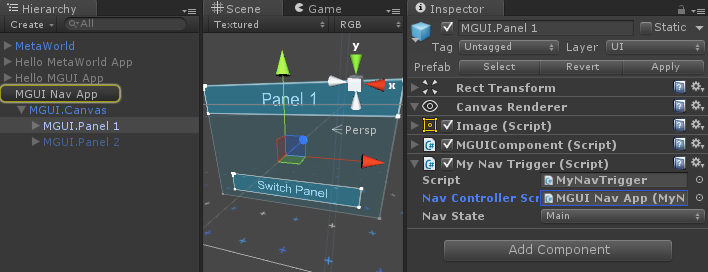 Hierarchy
Create
All
MetaWorld
Hello MetaWorld App
Hello MGUI App
MGUI Nav App
MGUI.Canvas
MGUI.Panel 1
MGUI.Panel 2
Scene
Game
Textured
RGB
y
x
Persp
Panel 1
Switch Panel
Inspector
MGUI.Panel 1
Static
Tag Untagged Layer UI
Prefab Select Revert Apply
Rect Transform
Canvas Renderer
Image (Script)
MGUIComponent (Script)
My Nav Trigger (Script)
Script MyNavTrigger
Nav Controller Scr MGUI Nav App (MyN
Nav State Main
Add Component